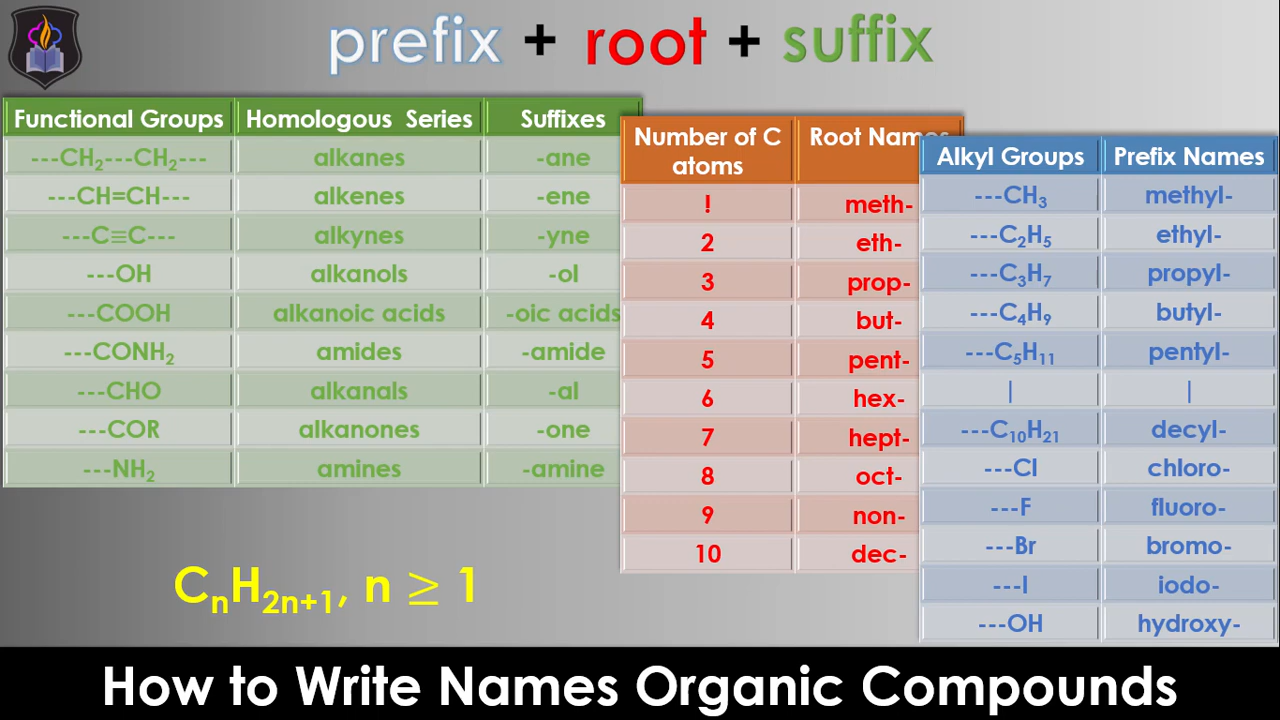 prefix + root + suffix
Functional Groups Homologous Series Suffixes
---CH₂---CH₂--- alkanes -ane
---CH=CH--- alkenes -ene
---C≡C--- alkynes -yne
---OH alkanols -ol
---COOH alkanoic acids -oic acids
---CONH₂ amides -amide
---CHO alkanals -al
---COR alkanones -one
---NH₂ amines -amine
Number of C
atoms
Root Names
! meth-
2 eth-
3 prop-
4 but-
5 pent-
6 hex-
7 hept-
8 oct-
9 non-
10 dec-
Alkyl Groups Prefix Names
---CH₃ methyl-
---C₂H₅ ethyl-
---C₃H₇ propyl-
---C₄H₉ butyl-
---C₅H₁₁ pentyl-
| |
---C₁₀H₂₁ decyl-
---Cl chloro-
---F fluoro-
---Br bromo-
---I iodo-
---OH hydroxy-
CₙH₂ₙ₊₁, n ≥ 1
How to Write Names Organic Compounds